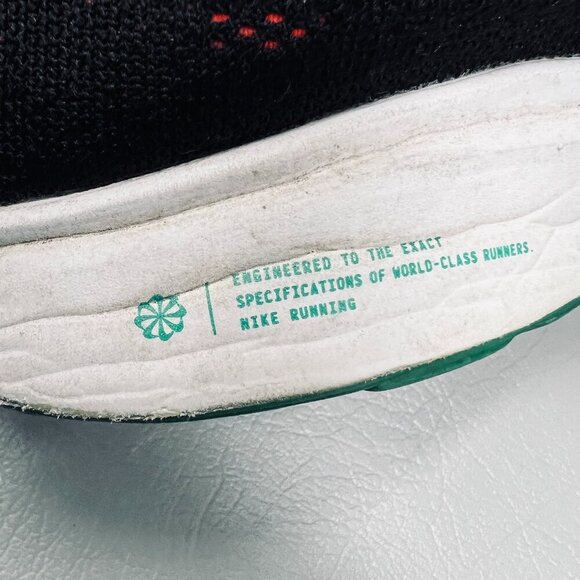 ENGINEERED TO THE EXACT
SPECIFICATIONS OF WORLD-CLASS RUNNERS.
NIKE RUNNING